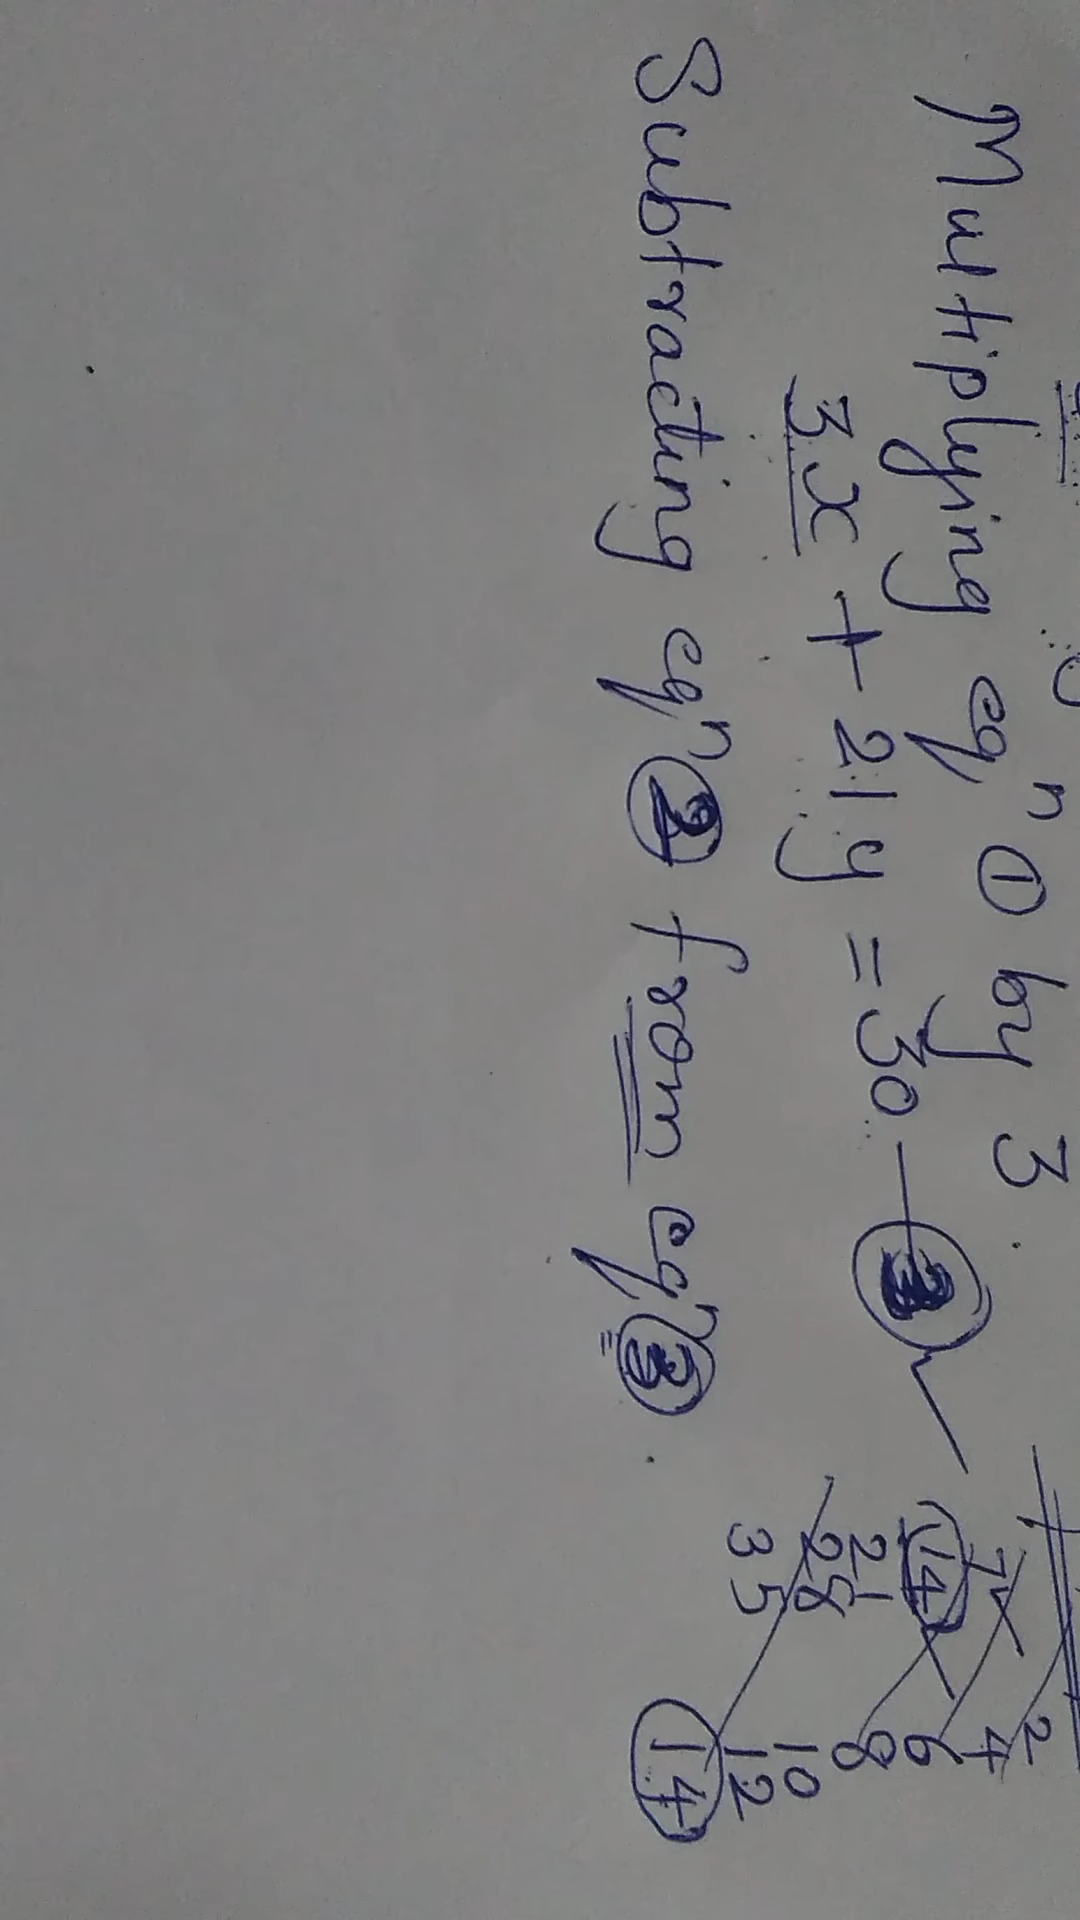 Multiplying eqⁿ ① by 3
3x + 21y = 30 — ③
Subtracting eqⁿ ② from eqⁿ ③
7 2
14 4
21 6
28 8
35 10
12
14